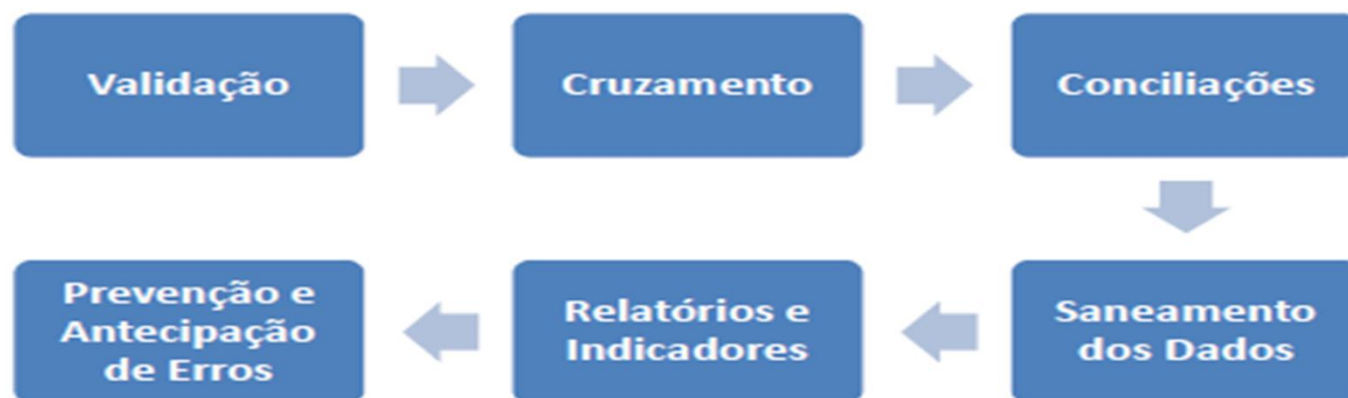 Validação
Cruzamento
Conciliações
Prevenção e
Antecipação
de Erros
Relatórios e
Indicadores
Saneamento
dos Dados